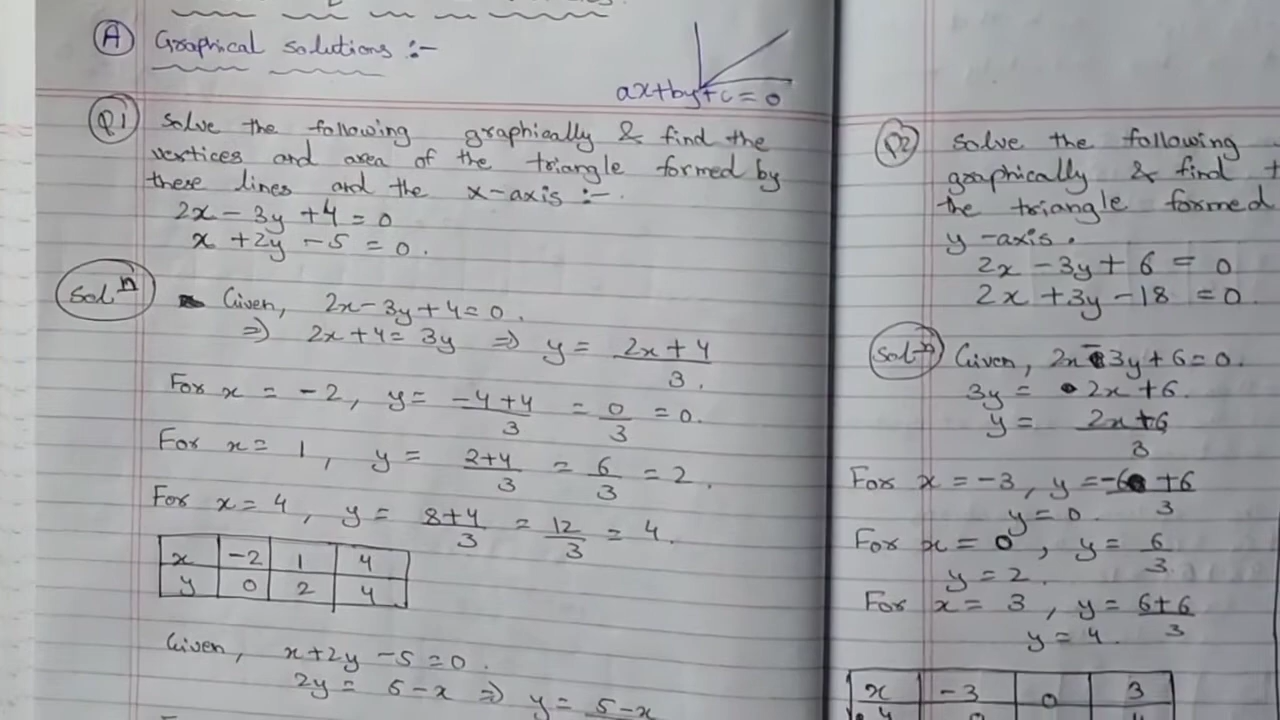 A Graphical solutions :-
ax+by+c=0
Q1 Solve the following graphically & find the
vertices and area of the triangle formed by
these lines and the x-axis :-
2x - 3y + 4 = 0
x + 2y - 5 = 0.
Solⁿ Given, 2x-3y+4=0.
⇒ 2x+4 = 3y ⇒ y = 2x+4/3.
For x = -2, y = -4+4/3 = 0/3 = 0.
For x = 1, y = 2+4/3 = 6/3 = 2.
For x = 4, y = 8+4/3 = 12/3 = 4.
x -2 1 4
y 0 2 4
Given, x+2y-5=0.
2y = 5-x ⇒ y = 5-x
Q2 Solve the following
graphically & find
the triangle formed
y-axis.
2x - 3y + 6 = 0
2x + 3y - 18 = 0
Solⁿ Given, 2x - 3y + 6 = 0.
3y = 2x + 6.
y = 2x+6/3
For x = -3, y = -6+6/3
y = 0.
For x = 0, y = 6/3
y = 2.
For x = 3, y = 6+6/3
y = 4.
x -3 0 3